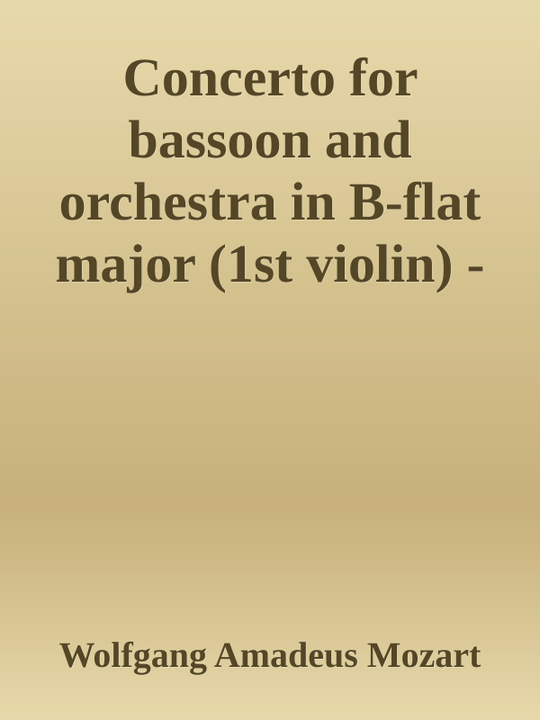 Concerto for
bassoon and
orchestra in B-flat
major (1st violin) -
Wolfgang Amadeus Mozart